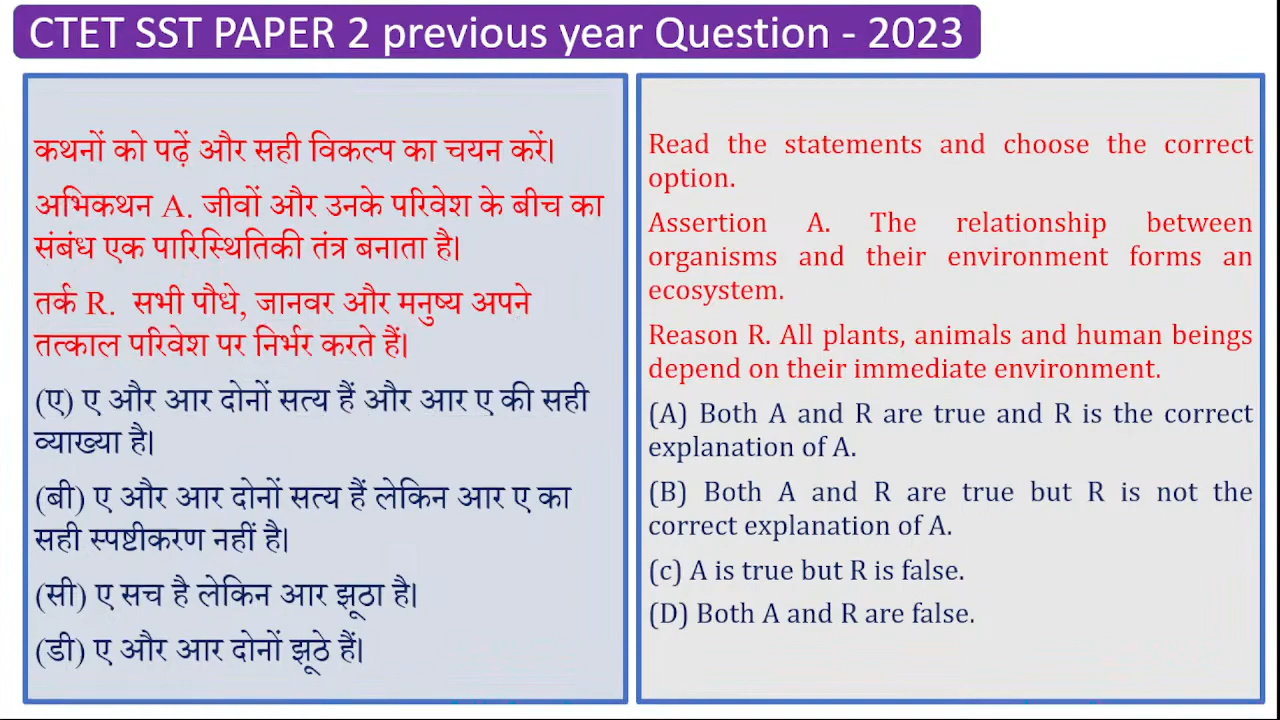 CTET SST PAPER 2 previous year Question - 2023
कथनों को पढ़ें और सही विकल्प का चयन करें।
अभिकथन A. जीवों और उनके परिवेश के बीच का
संबंध एक पारिस्थितिकी तंत्र बनाता है।
तर्क R. सभी पौधे, जानवर और मनुष्य अपने
तत्काल परिवेश पर निर्भर करते हैं।
(ए) ए और आर दोनों सत्य हैं और आर ए की सही
व्याख्या है।
(बी) ए और आर दोनों सत्य हैं लेकिन आर ए का
सही स्पष्टीकरण नहीं है।
(सी) ए सच है लेकिन आर झूठा है।
(डी) ए और आर दोनों झूठे हैं।
Read the statements and choose the correct
option.
Assertion A. The relationship between
organisms and their environment forms an
ecosystem.
Reason R. All plants, animals and human beings
depend on their immediate environment.
(A) Both A and R are true and R is the correct
explanation of A.
(B) Both A and R are true but R is not the
correct explanation of A.
(c) A is true but R is false.
(D) Both A and R are false.